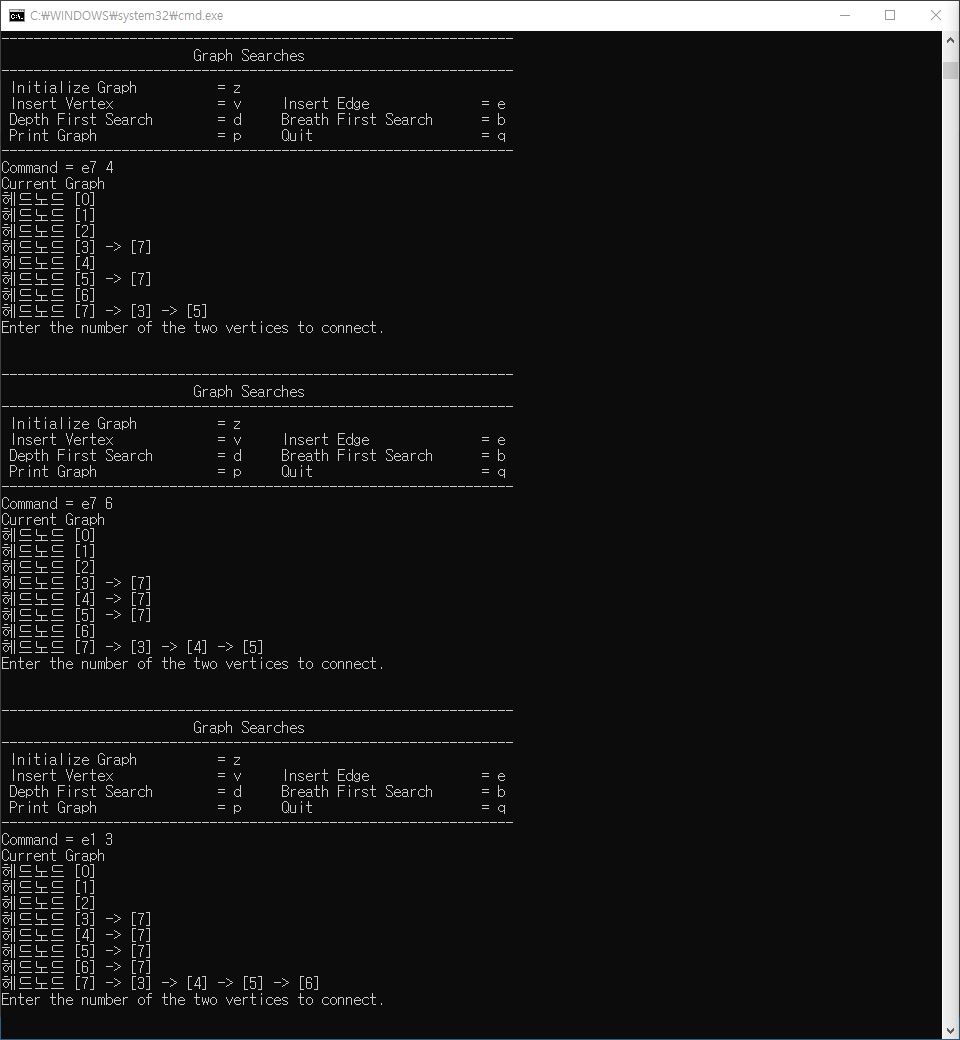 C:₩WINDOWS₩system32₩cmd.exe
----------------------------------------------------------------
Graph Searches
----------------------------------------------------------------
Initialize Graph = z
Insert Vertex = v Insert Edge = e
Depth First Search = d Breath First Search = b
Print Graph = p Quit = q
----------------------------------------------------------------
Command = e7 4
Current Graph
헤드노드 [0]
헤드노드 [1]
헤드노드 [2]
헤드노드 [3] -> [7]
헤드노드 [4]
헤드노드 [5] -> [7]
헤드노드 [6]
헤드노드 [7] -> [3] -> [5]
Enter the number of the two vertices to connect.
----------------------------------------------------------------
Graph Searches
----------------------------------------------------------------
Initialize Graph = z
Insert Vertex = v Insert Edge = e
Depth First Search = d Breath First Search = b
Print Graph = p Quit = q
----------------------------------------------------------------
Command = e7 6
Current Graph
헤드노드 [0]
헤드노드 [1]
헤드노드 [2]
헤드노드 [3] -> [7]
헤드노드 [4] -> [7]
헤드노드 [5] -> [7]
헤드노드 [6]
헤드노드 [7] -> [3] -> [4] -> [5]
Enter the number of the two vertices to connect.
----------------------------------------------------------------
Graph Searches
----------------------------------------------------------------
Initialize Graph = z
Insert Vertex = v Insert Edge = e
Depth First Search = d Breath First Search = b
Print Graph = p Quit = q
----------------------------------------------------------------
Command = e1 3
Current Graph
헤드노드 [0]
헤드노드 [1]
헤드노드 [2]
헤드노드 [3] -> [7]
헤드노드 [4] -> [7]
헤드노드 [5] -> [7]
헤드노드 [6] -> [7]
헤드노드 [7] -> [3] -> [4] -> [5] -> [6]
Enter the number of the two vertices to connect.